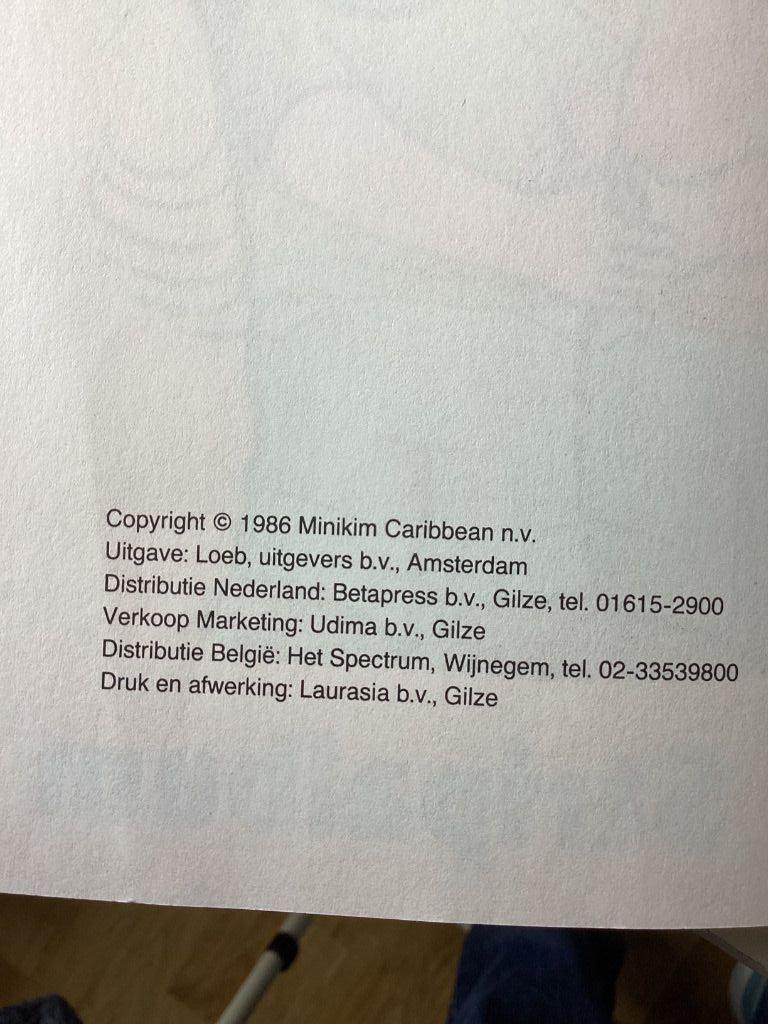 Copyright © 1986 Minikim Caribbean n.v.
Uitgave: Loeb, uitgevers b.v., Amsterdam
Distributie Nederland: Betapress b.v., Gilze, tel. 01615-2900
Verkoop Marketing: Udima b.v., Gilze
Distributie België: Het Spectrum, Wijnegem, tel. 02-33539800
Druk en afwerking: Laurasia b.v., Gilze